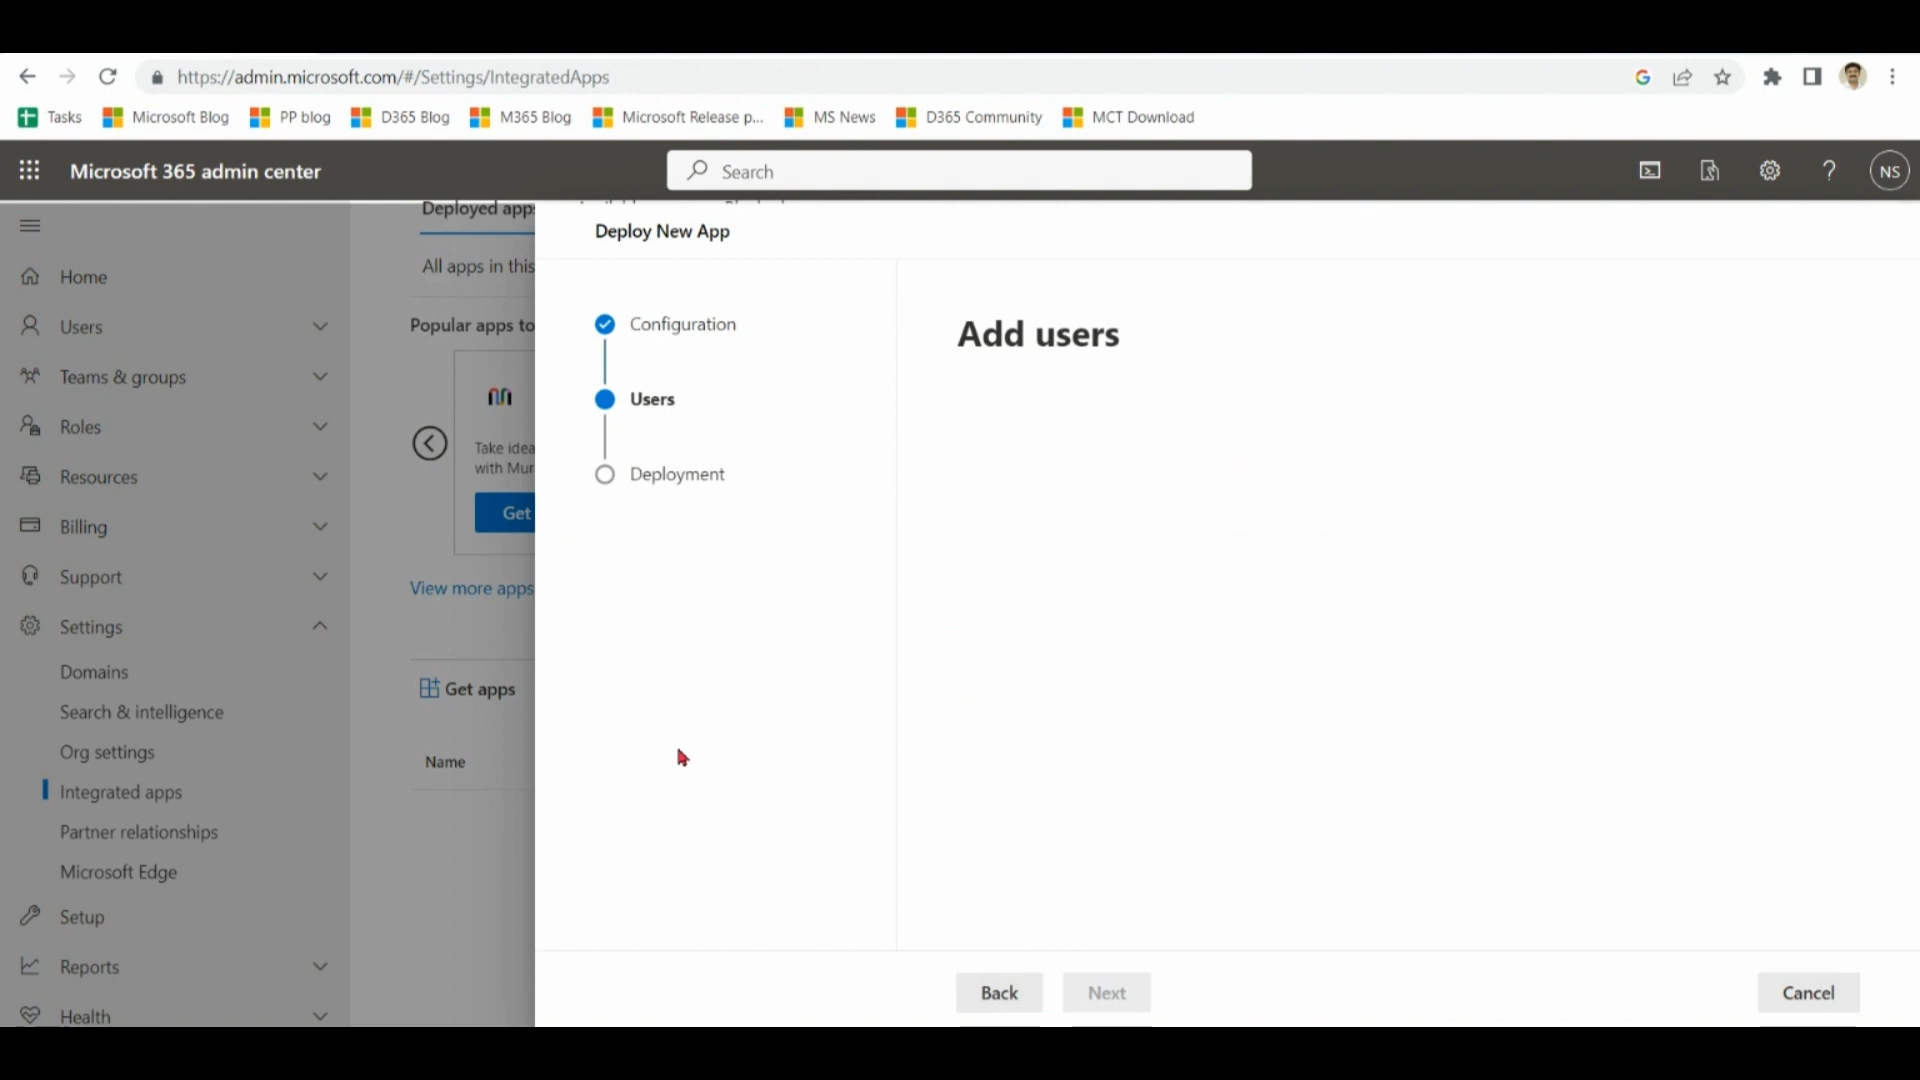 https://admin.microsoft.com/#/Settings/IntegratedApps
Tasks
Microsoft Blog
PP blog
D365 Blog
M365 Blog
Microsoft Release p...
MS News
D365 Community
MCT Download
Microsoft 365 admin center
Search
NS
Home
Users
Teams & groups
Roles
Resources
Billing
Support
Settings
Domains
Search & intelligence
Org settings
Integrated apps
Partner relationships
Microsoft Edge
Setup
Reports
Health
Deployed apps
All apps in this
Popular apps to
Take idea
with Mur
Get
View more apps
Get apps
Name
Deploy New App
Configuration
Users
Deployment
Add users
Back
Next
Cancel